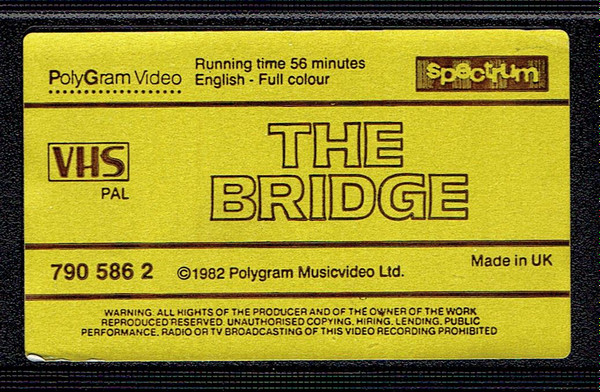 PolyGram Video
Running time 56 minutes
English - Full colour
spectrum
VHS
PAL
THE
BRIDGE
790 586 2
©1982 Polygram Musicvideo Ltd.
Made in UK
WARNING. ALL RIGHTS OF THE PRODUCER AND OF THE OWNER OF THE WORK
REPRODUCED RESERVED. UNAUTHORISED COPYING, HIRING, LENDING, PUBLIC
PERFORMANCE, RADIO OR TV BROADCASTING OF THIS VIDEO RECORDING PROHIBITED